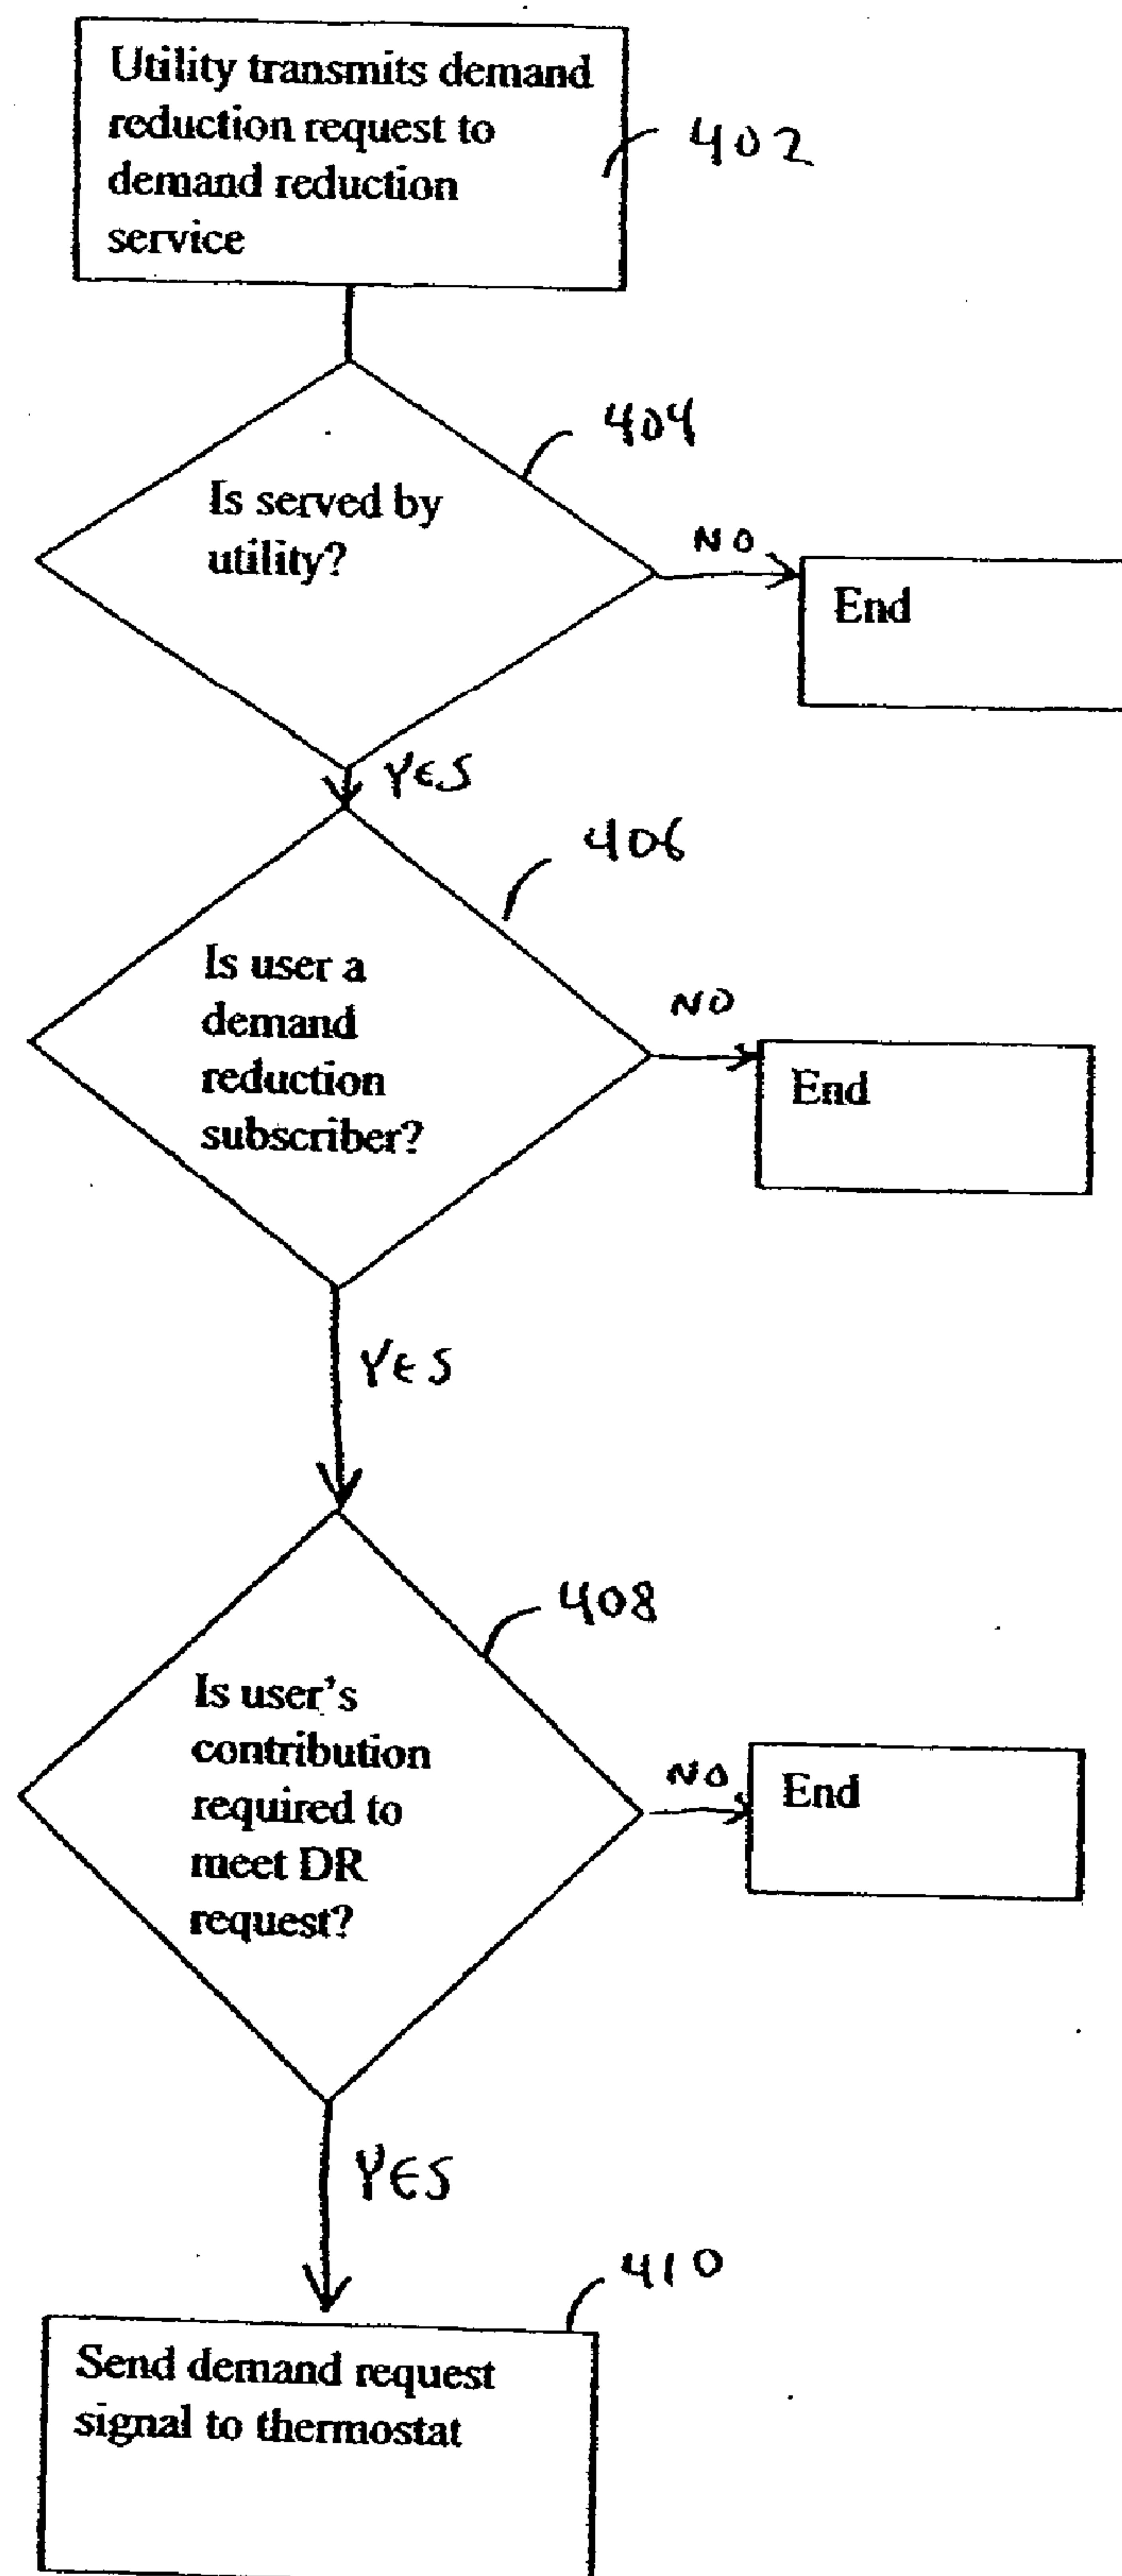 Utility transmits demand
reduction request to
demand reduction
service
402
404
Is served by
utility?
NO
End
YES
406
Is user a
demand
reduction
subscriber?
NO
End
YES
408
Is user's
contribution
required to
meet DR
request?
NO
End
YES
410
Send demand request
signal to thermostat